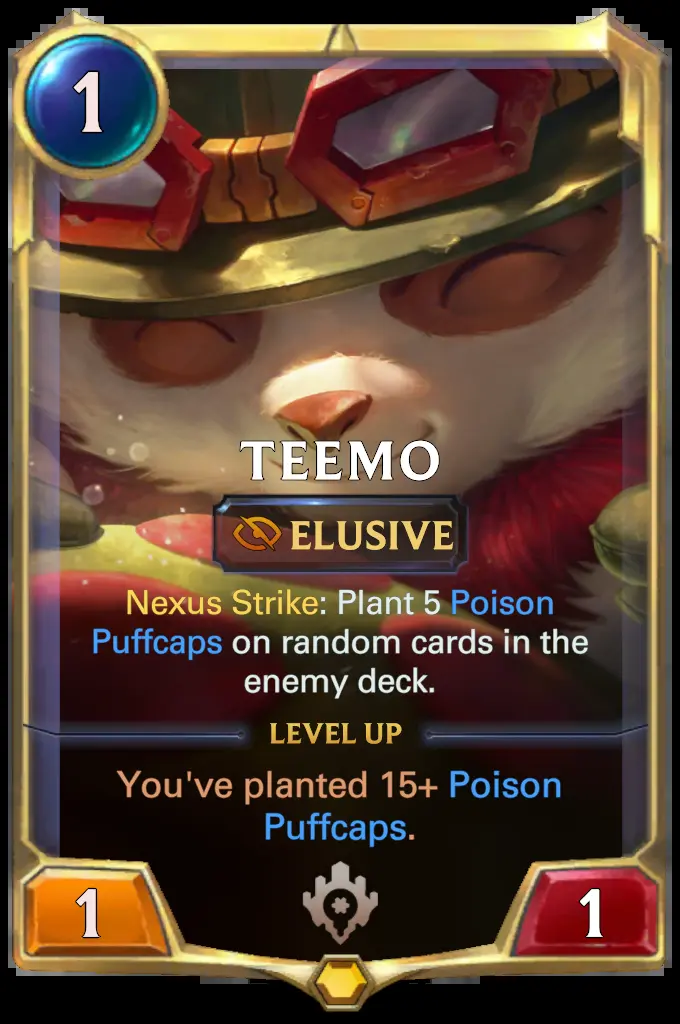 1
TEEMO
ELUSIVE
Nexus Strike: Plant 5 Poison
Puffcaps on random cards in the
enemy deck.
LEVEL UP
You've planted 15+ Poison
Puffcaps.
1
1